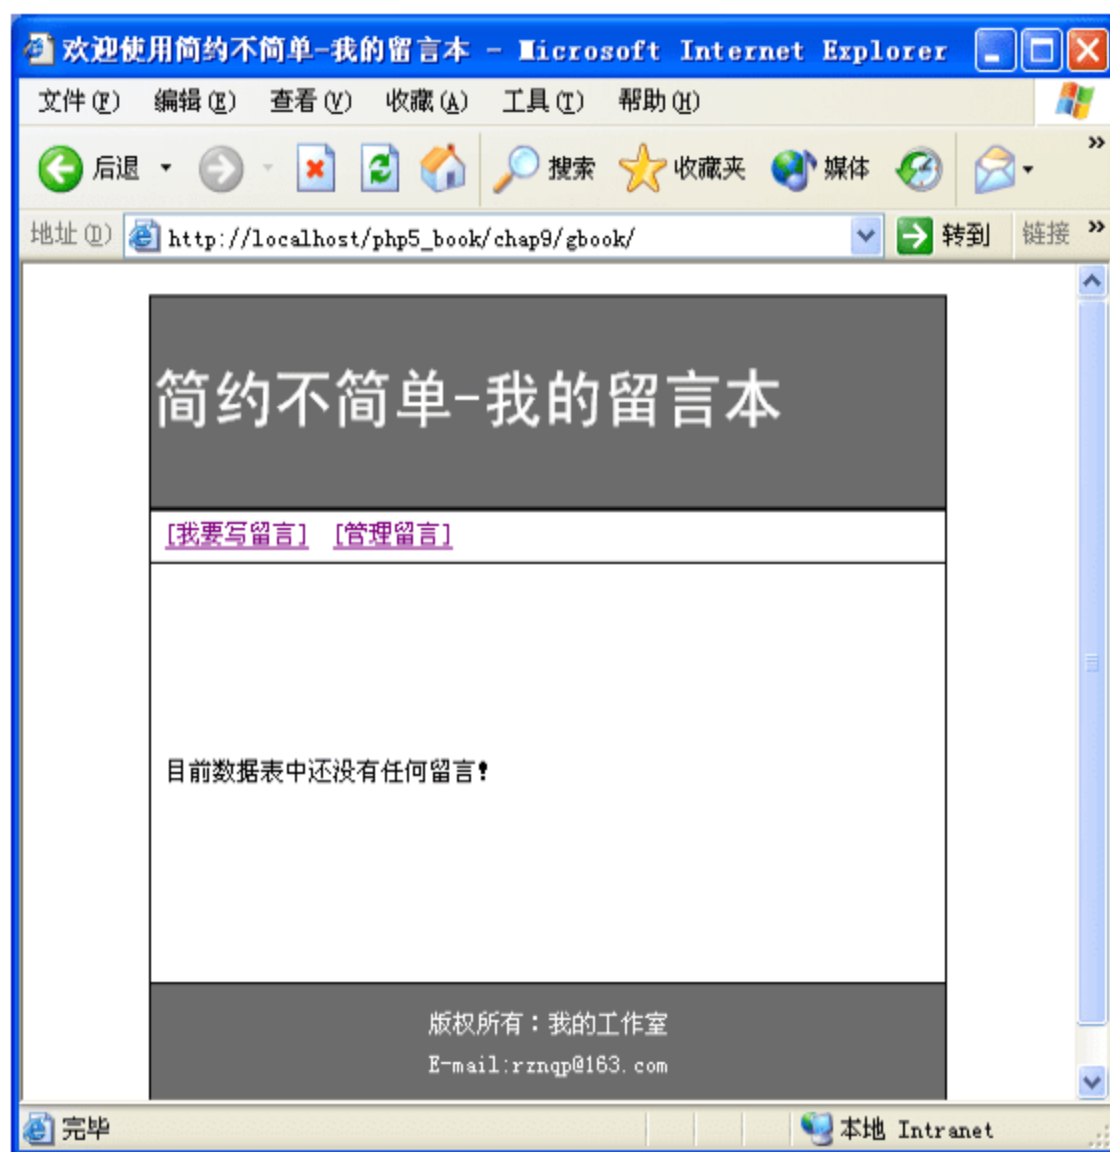 欢迎使用简约不简单-我的留言本 - Microsoft Internet Explorer
文件(F) 编辑(E) 查看(V) 收藏(A) 工具(T) 帮助(H)
后退 搜索 收藏夹 媒体 »
地址(D) http://localhost/php5_book/chap9/gbook/ 转到 链接 »
简约不简单-我的留言本
[我要写留言] [管理留言]
目前数据表中还没有任何留言!
版权所有：我的工作室
E-mail:rznqp@163.com
完毕 本地 Intranet